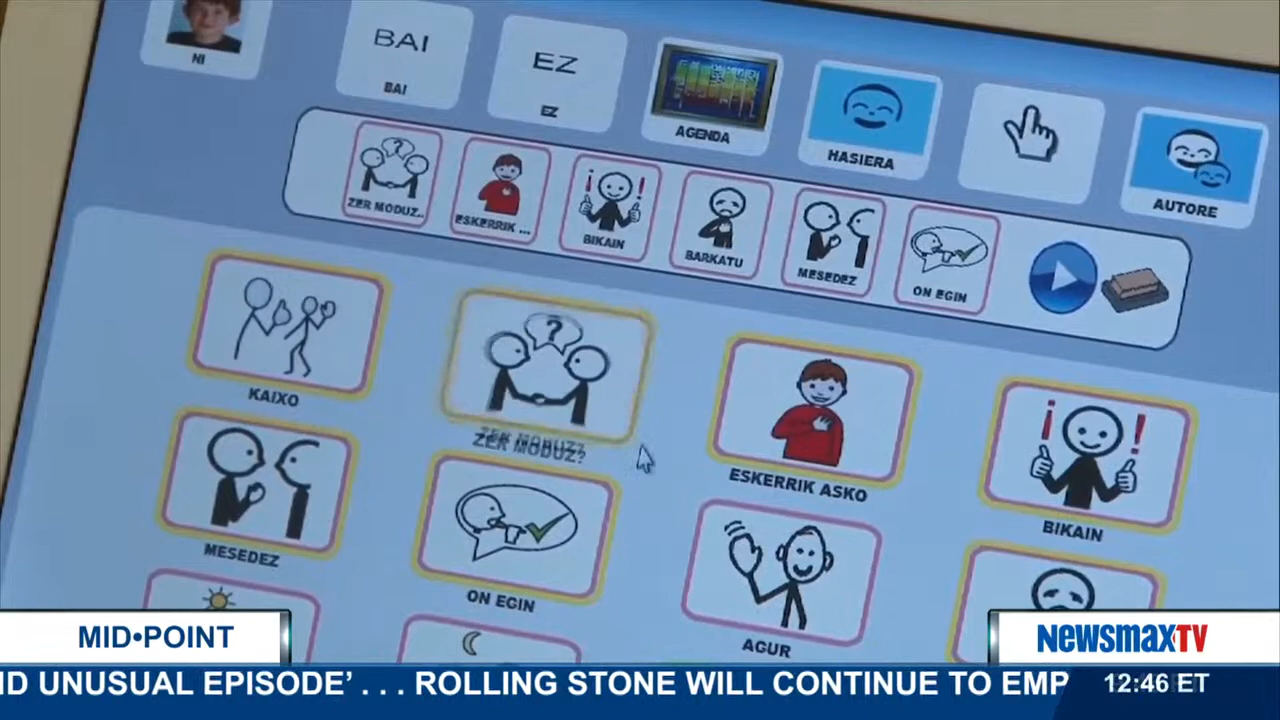 NI
BAI
BAI
EZ
EZ
AGENDA
HASIERA
AUTORE
ZER MODUZ..
ESKERRIK ...
BIKAIN
BARKATU
MESEDEZ
ON EGIN
KAIXO
ZER MODUZ?
ESKERRIK ASKO
BIKAIN
MESEDEZ
ON EGIN
AGUR
MID•POINT
NEWSMAXTV
UNUSUAL EPISODE’ . . . ROLLING STONE WILL CONTINUE TO
12:46 ET